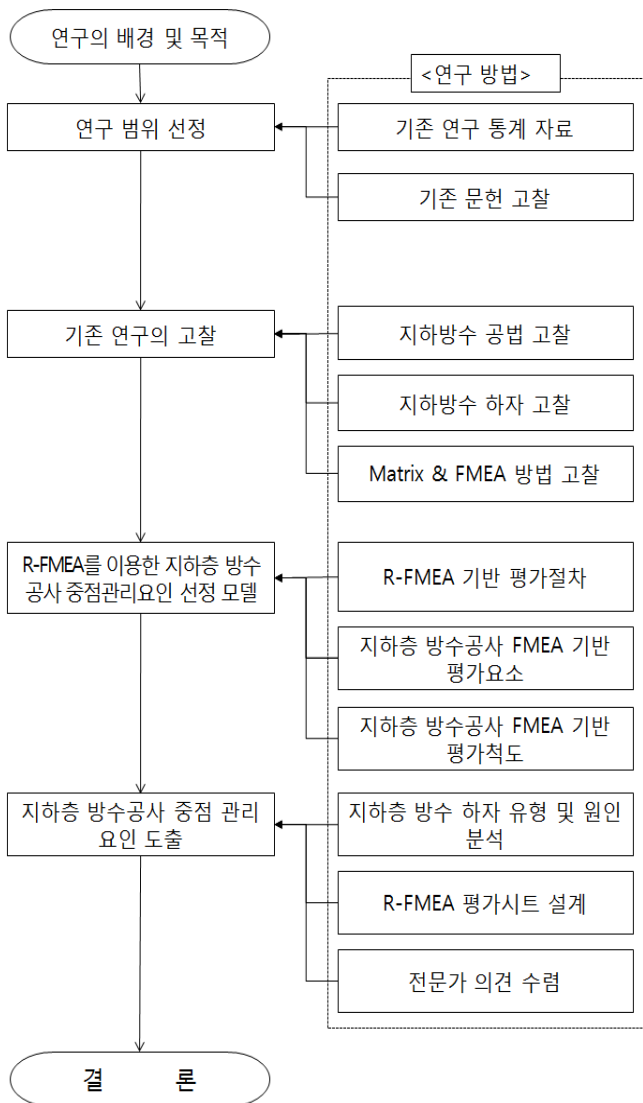 연구의 배경 및 목적
<연구 방법>
연구 범위 선정
기존 연구 통계 자료
기존 문헌 고찰
기존 연구의 고찰
지하방수 공법 고찰
지하방수 하자 고찰
Matrix & FMEA 방법 고찰
R-FMEA를 이용한 지하층 방수
공사 중점관리요인 선정 모델
R-FMEA 기반 평가절차
지하층 방수공사 FMEA 기반
평가요소
지하층 방수공사 FMEA 기반
평가척도
지하층 방수공사 중점 관리
요인 도출
지하층 방수 하자 유형 및 원인
분석
R-FMEA 평가시트 설계
전문가 의견 수렴
결 론